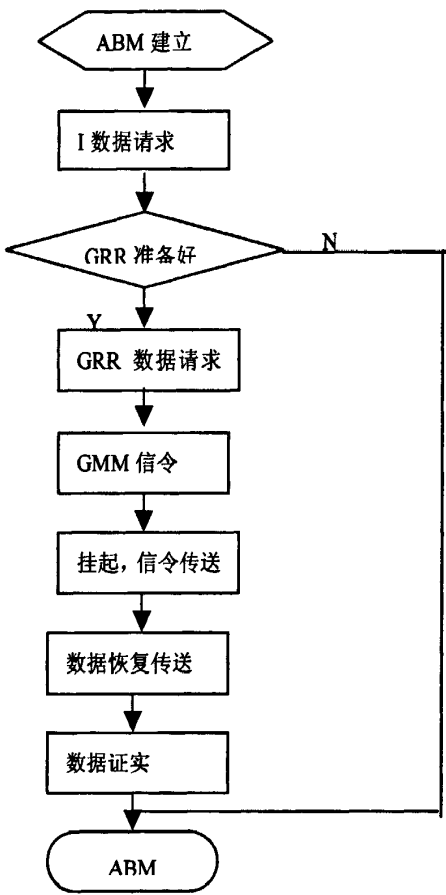 ABM 建立
I 数据请求
GRR 准备好
N
Y
GRR 数据请求
GMM 信令
挂起，信令传送
数据恢复传送
数据证实
ABM